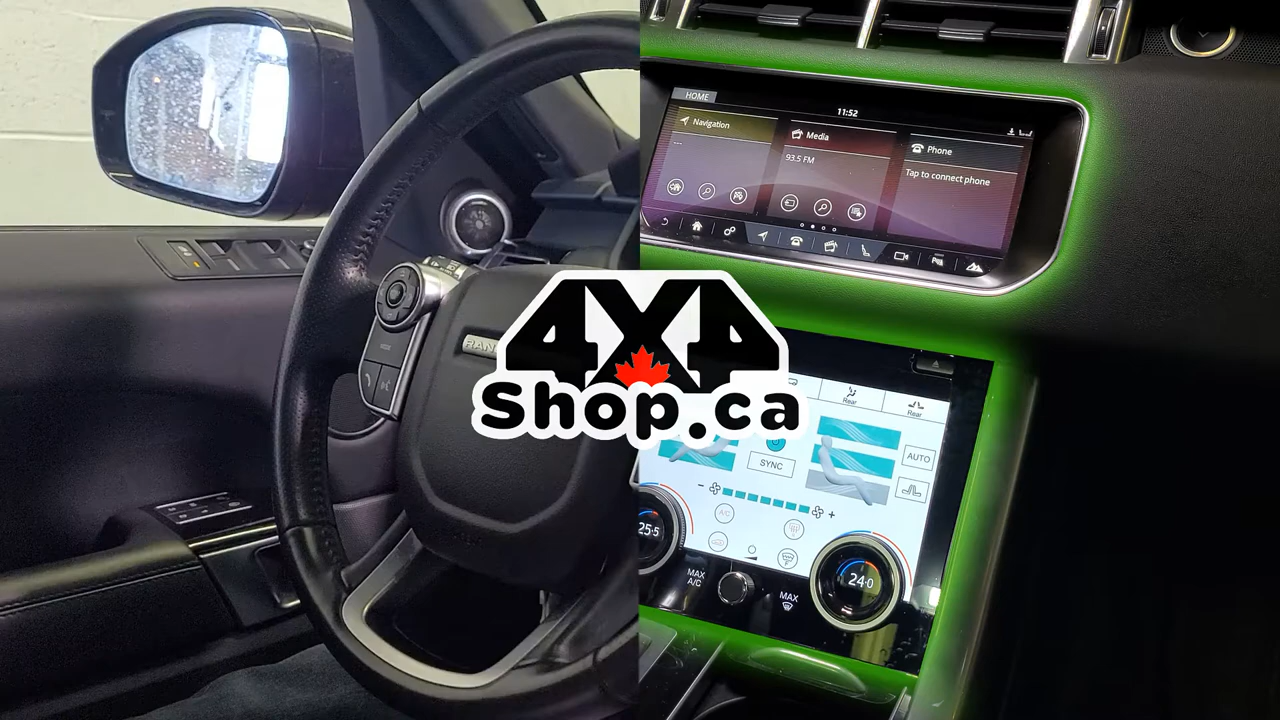 HOME
11:52
Navigation
Media
Phone
---
93.5 FM
Tap to connect phone
RAN
4X4
Shop.ca
Rear
Rear
SYNC
AUTO
- +
A/C
25·5
MAX
A/C
MAX
24·0